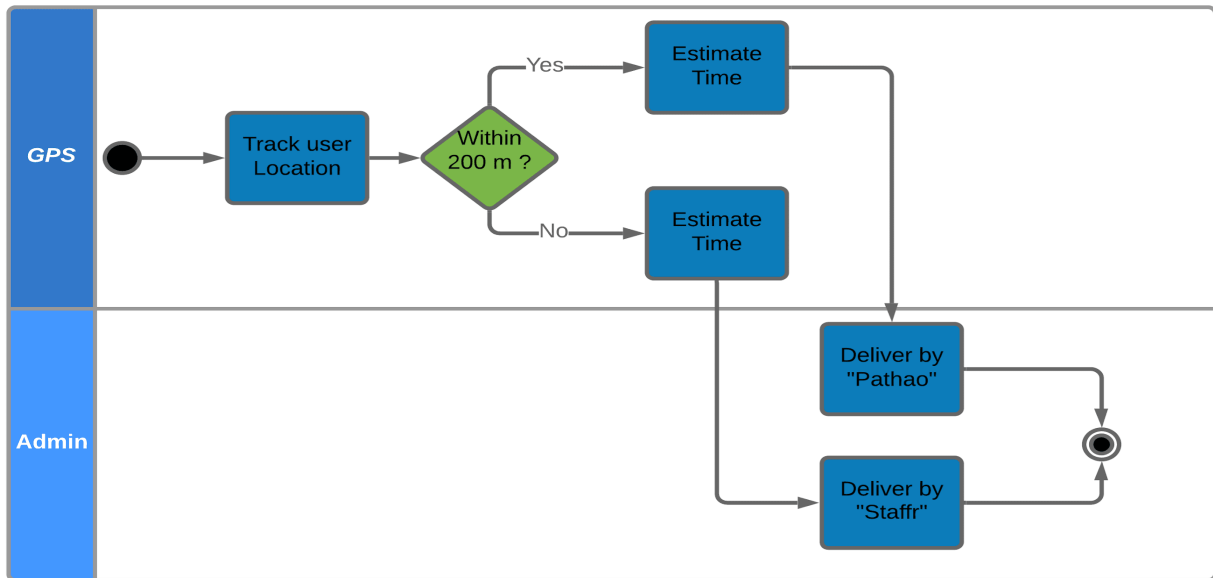 GPS
Track user
Location
Within
200 m ?
Yes
Estimate
Time
No
Estimate
Time
Admin
Deliver by
"Pathao"
Deliver by
"Staffr"